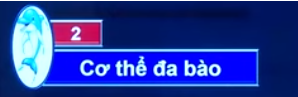 2
Cơ thể đa bào